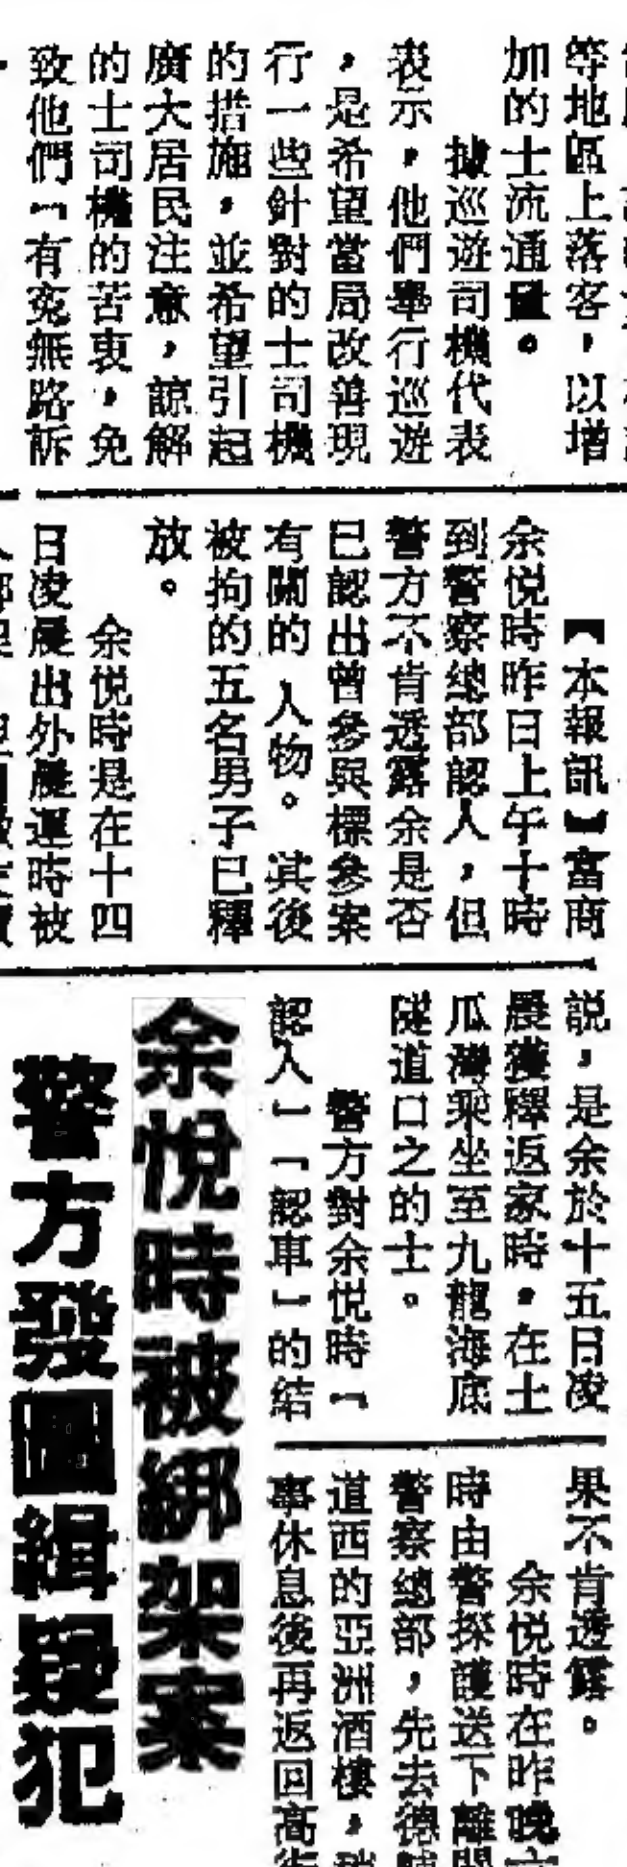 等地區上落客，以增
加的士流通量。
據巡遊司機代表
表示，他們舉行巡遊
，是希望當局改善現
行一些針對的士司機
的措施，並希望引起
廣大居民注意，諒解
的士司機的苦衷，免
致他們「有寃無路訴
【本報訊】富商
余悅時昨日上午十時
到警察總部認人，但
警方不肯透露余是否
已認出曾參與標參案
有關的人物。其後
被拘的五名男子已釋
放。
余悅時是在十四
日凌晨出外晨運時被
說，是余於十五日凌
晨獲釋返家時，在土
瓜灣乘坐至九龍海底
隧道口之的士。
警方對余悅時「
認人」「認車」的結
余悅時被綁架案
警方發圖緝疑犯
果不肯透露。
余悅時在昨晚
時由警探護送下離開
警察總部，先去德輔
道西的亞洲酒樓，
事休息後再返回高街